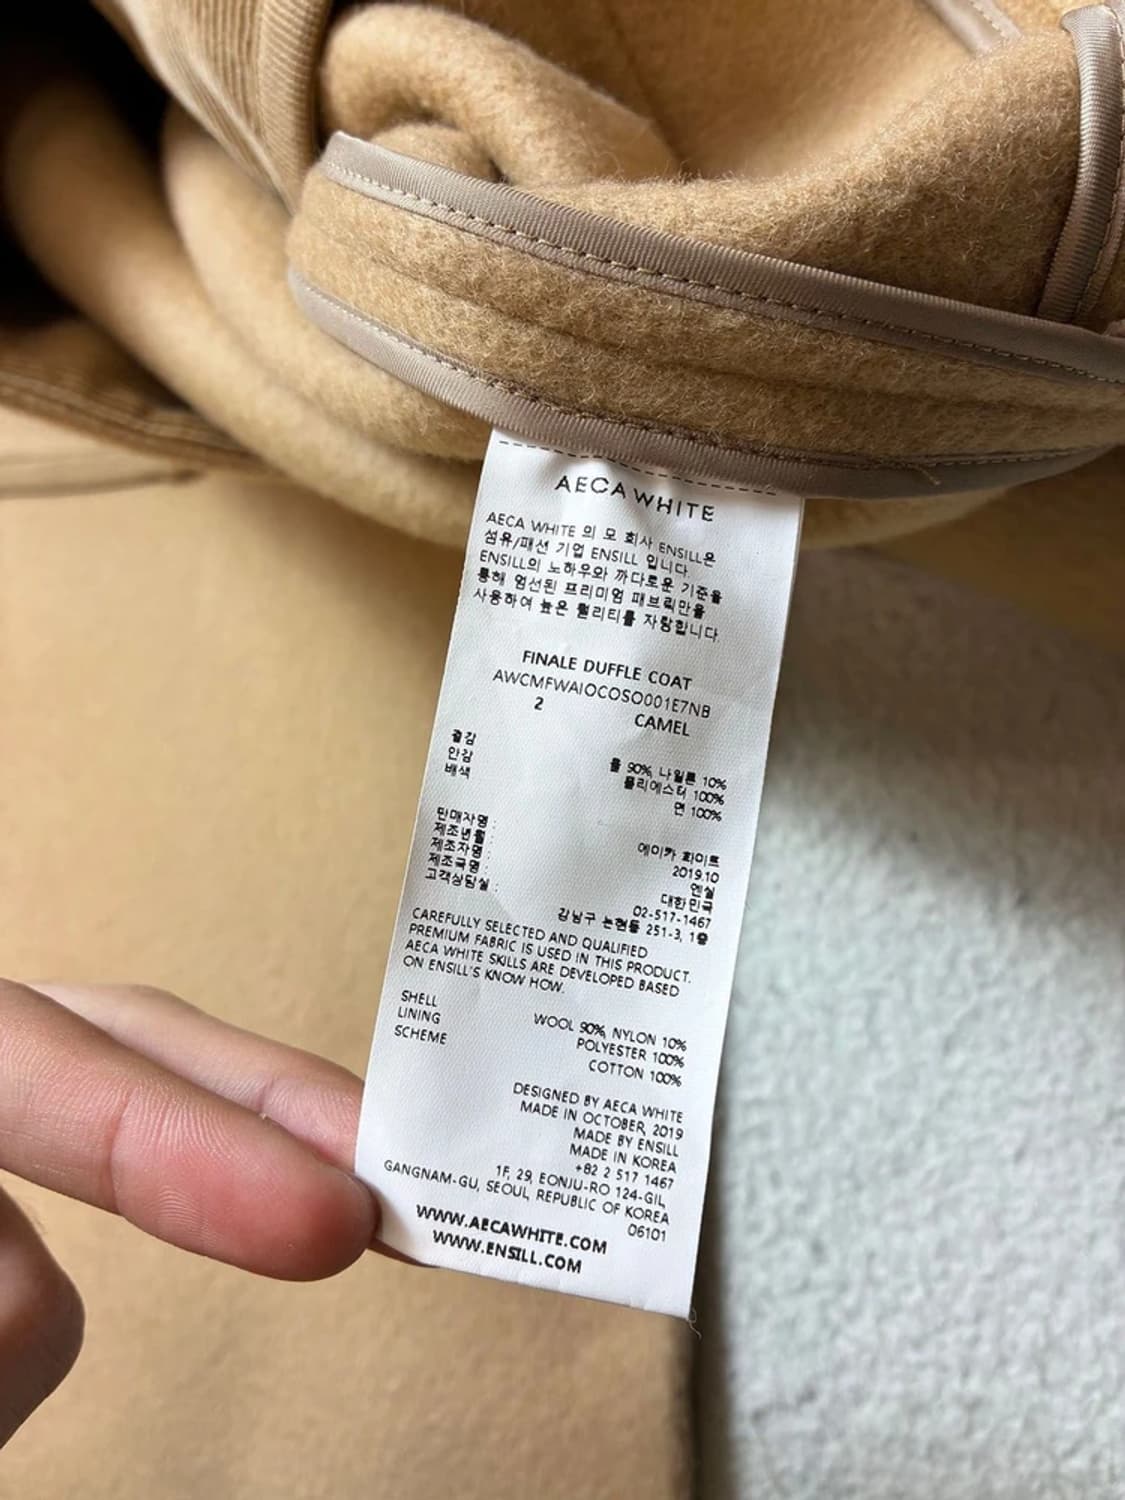 AECA WHITE
AECA WHITE 의 모 회사 ENSILL은
섬유/패션 기업 ENSILL 입니다.
ENSILL의 노하우와 까다로운 기준을
통해 엄선된 프리미엄 패브릭만을
사용하여 높은 퀄리티를 자랑합니다.
FINALE DUFFLE COAT
AWCMFWAIOCOSO001E7NB
2 CAMEL
겉감 울 90%, 나일론 10%
안감 폴리에스터 100%
배색 면 100%
판매자명 : 에이카 화이트
제조년월 : 2019.10
제조자명 : 엔실
제조국명 : 대한민국
고객상담실 : 02-517-1467
강남구 논현동 251-3, 1층
CAREFULLY SELECTED AND QUALIFIED
PREMIUM FABRIC IS USED IN THIS PRODUCT.
AECA WHITE SKILLS ARE DEVELOPED BASED
ON ENSILL'S KNOW HOW.
SHELL WOOL 90%, NYLON 10%
LINING POLYESTER 100%
SCHEME COTTON 100%
DESIGNED BY AECA WHITE
MADE IN OCTOBER, 2019
MADE BY ENSILL
MADE IN KOREA
+82 2 517 1467
1F, 29, EONJU-RO 124-GIL,
GANGNAM-GU, SEOUL, REPUBLIC OF KOREA
06101
WWW.AECAWHITE.COM
WWW.ENSILL.COM